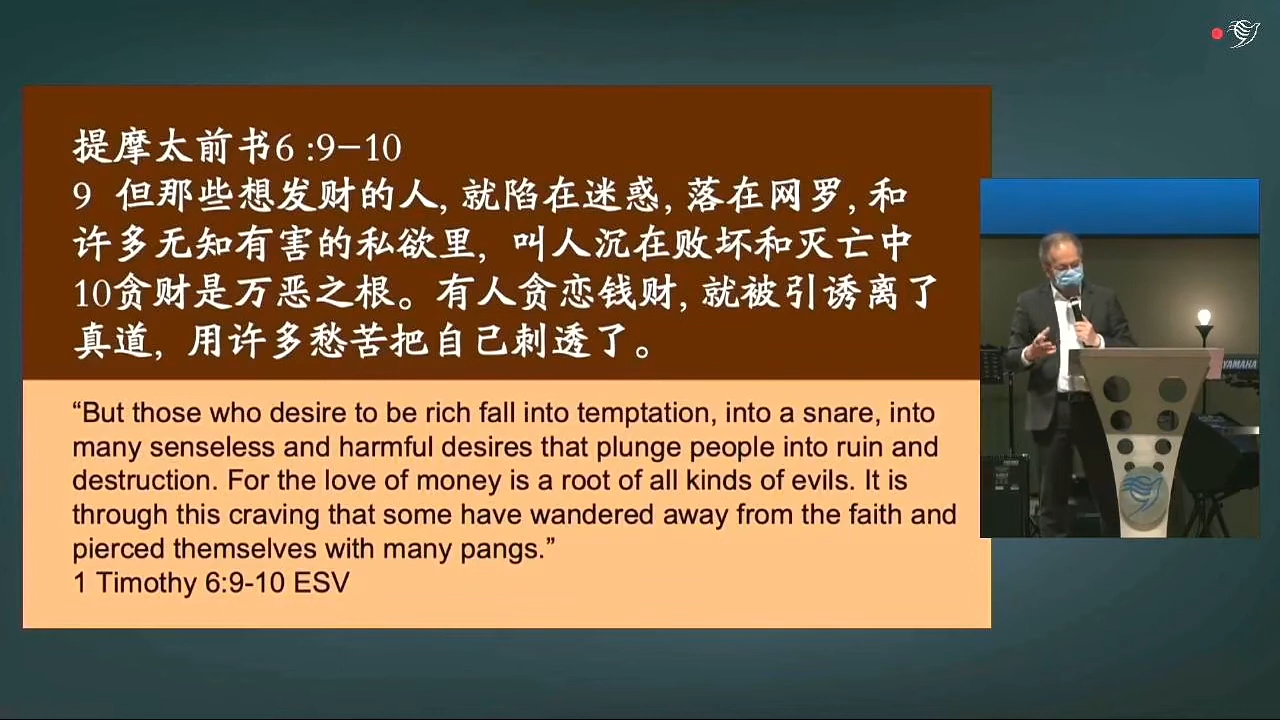 提摩太前书6 :9-10
9 但那些想发财的人, 就陷在迷惑, 落在网罗, 和
许多无知有害的私欲里, 叫人沉在败坏和灭亡中
10贪财是万恶之根。有人贪恋钱财, 就被引诱离了
真道, 用许多愁苦把自己刺透了。
“But those who desire to be rich fall into temptation, into a snare, into
many senseless and harmful desires that plunge people into ruin and
destruction. For the love of money is a root of all kinds of evils. It is
through this craving that some have wandered away from the faith and
pierced themselves with many pangs.”
1 Timothy 6:9-10 ESV
YAMAHA